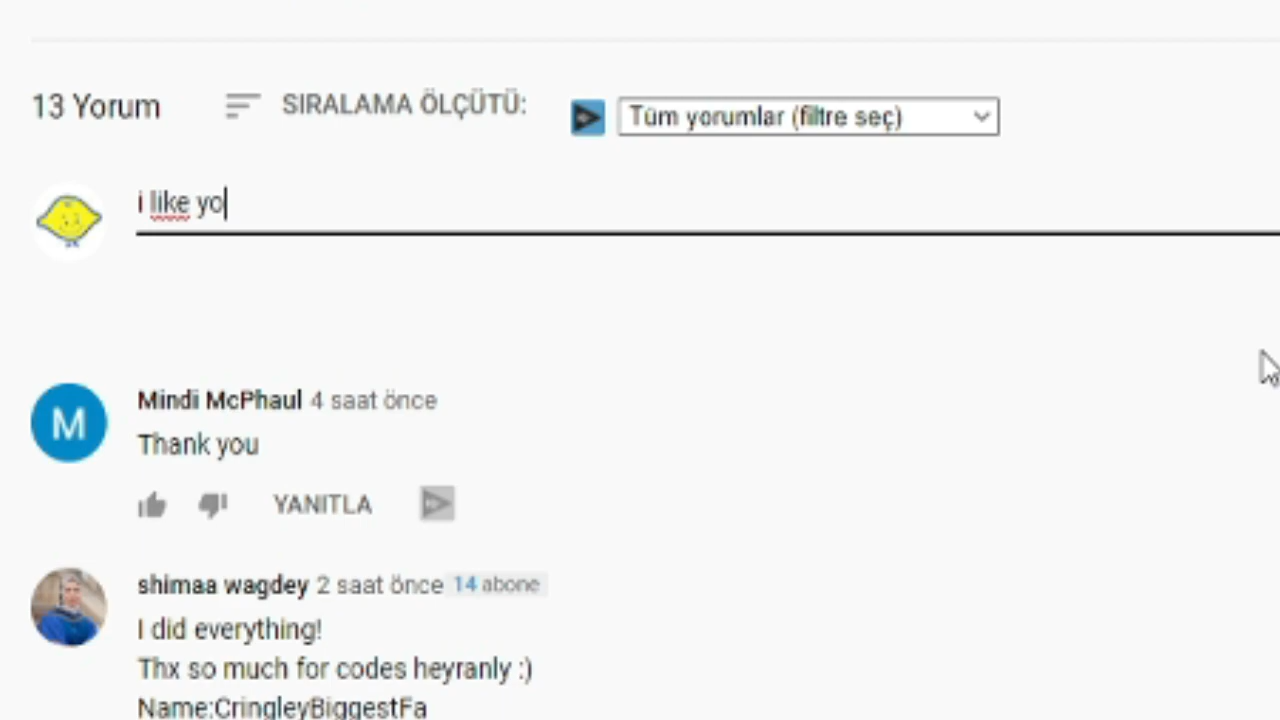 13 Yorum
SIRALAMA ÖLÇÜTÜ:
Tüm yorumlar (filtre seç)
i like yo
M
Mindi McPhaul 4 saat önce
Thank you
YANITLA
shimaa wagdey 2 saat önce 14 abone
I did everything!
Thx so much for codes heyranly :)
Name:CringleyBiggestFa